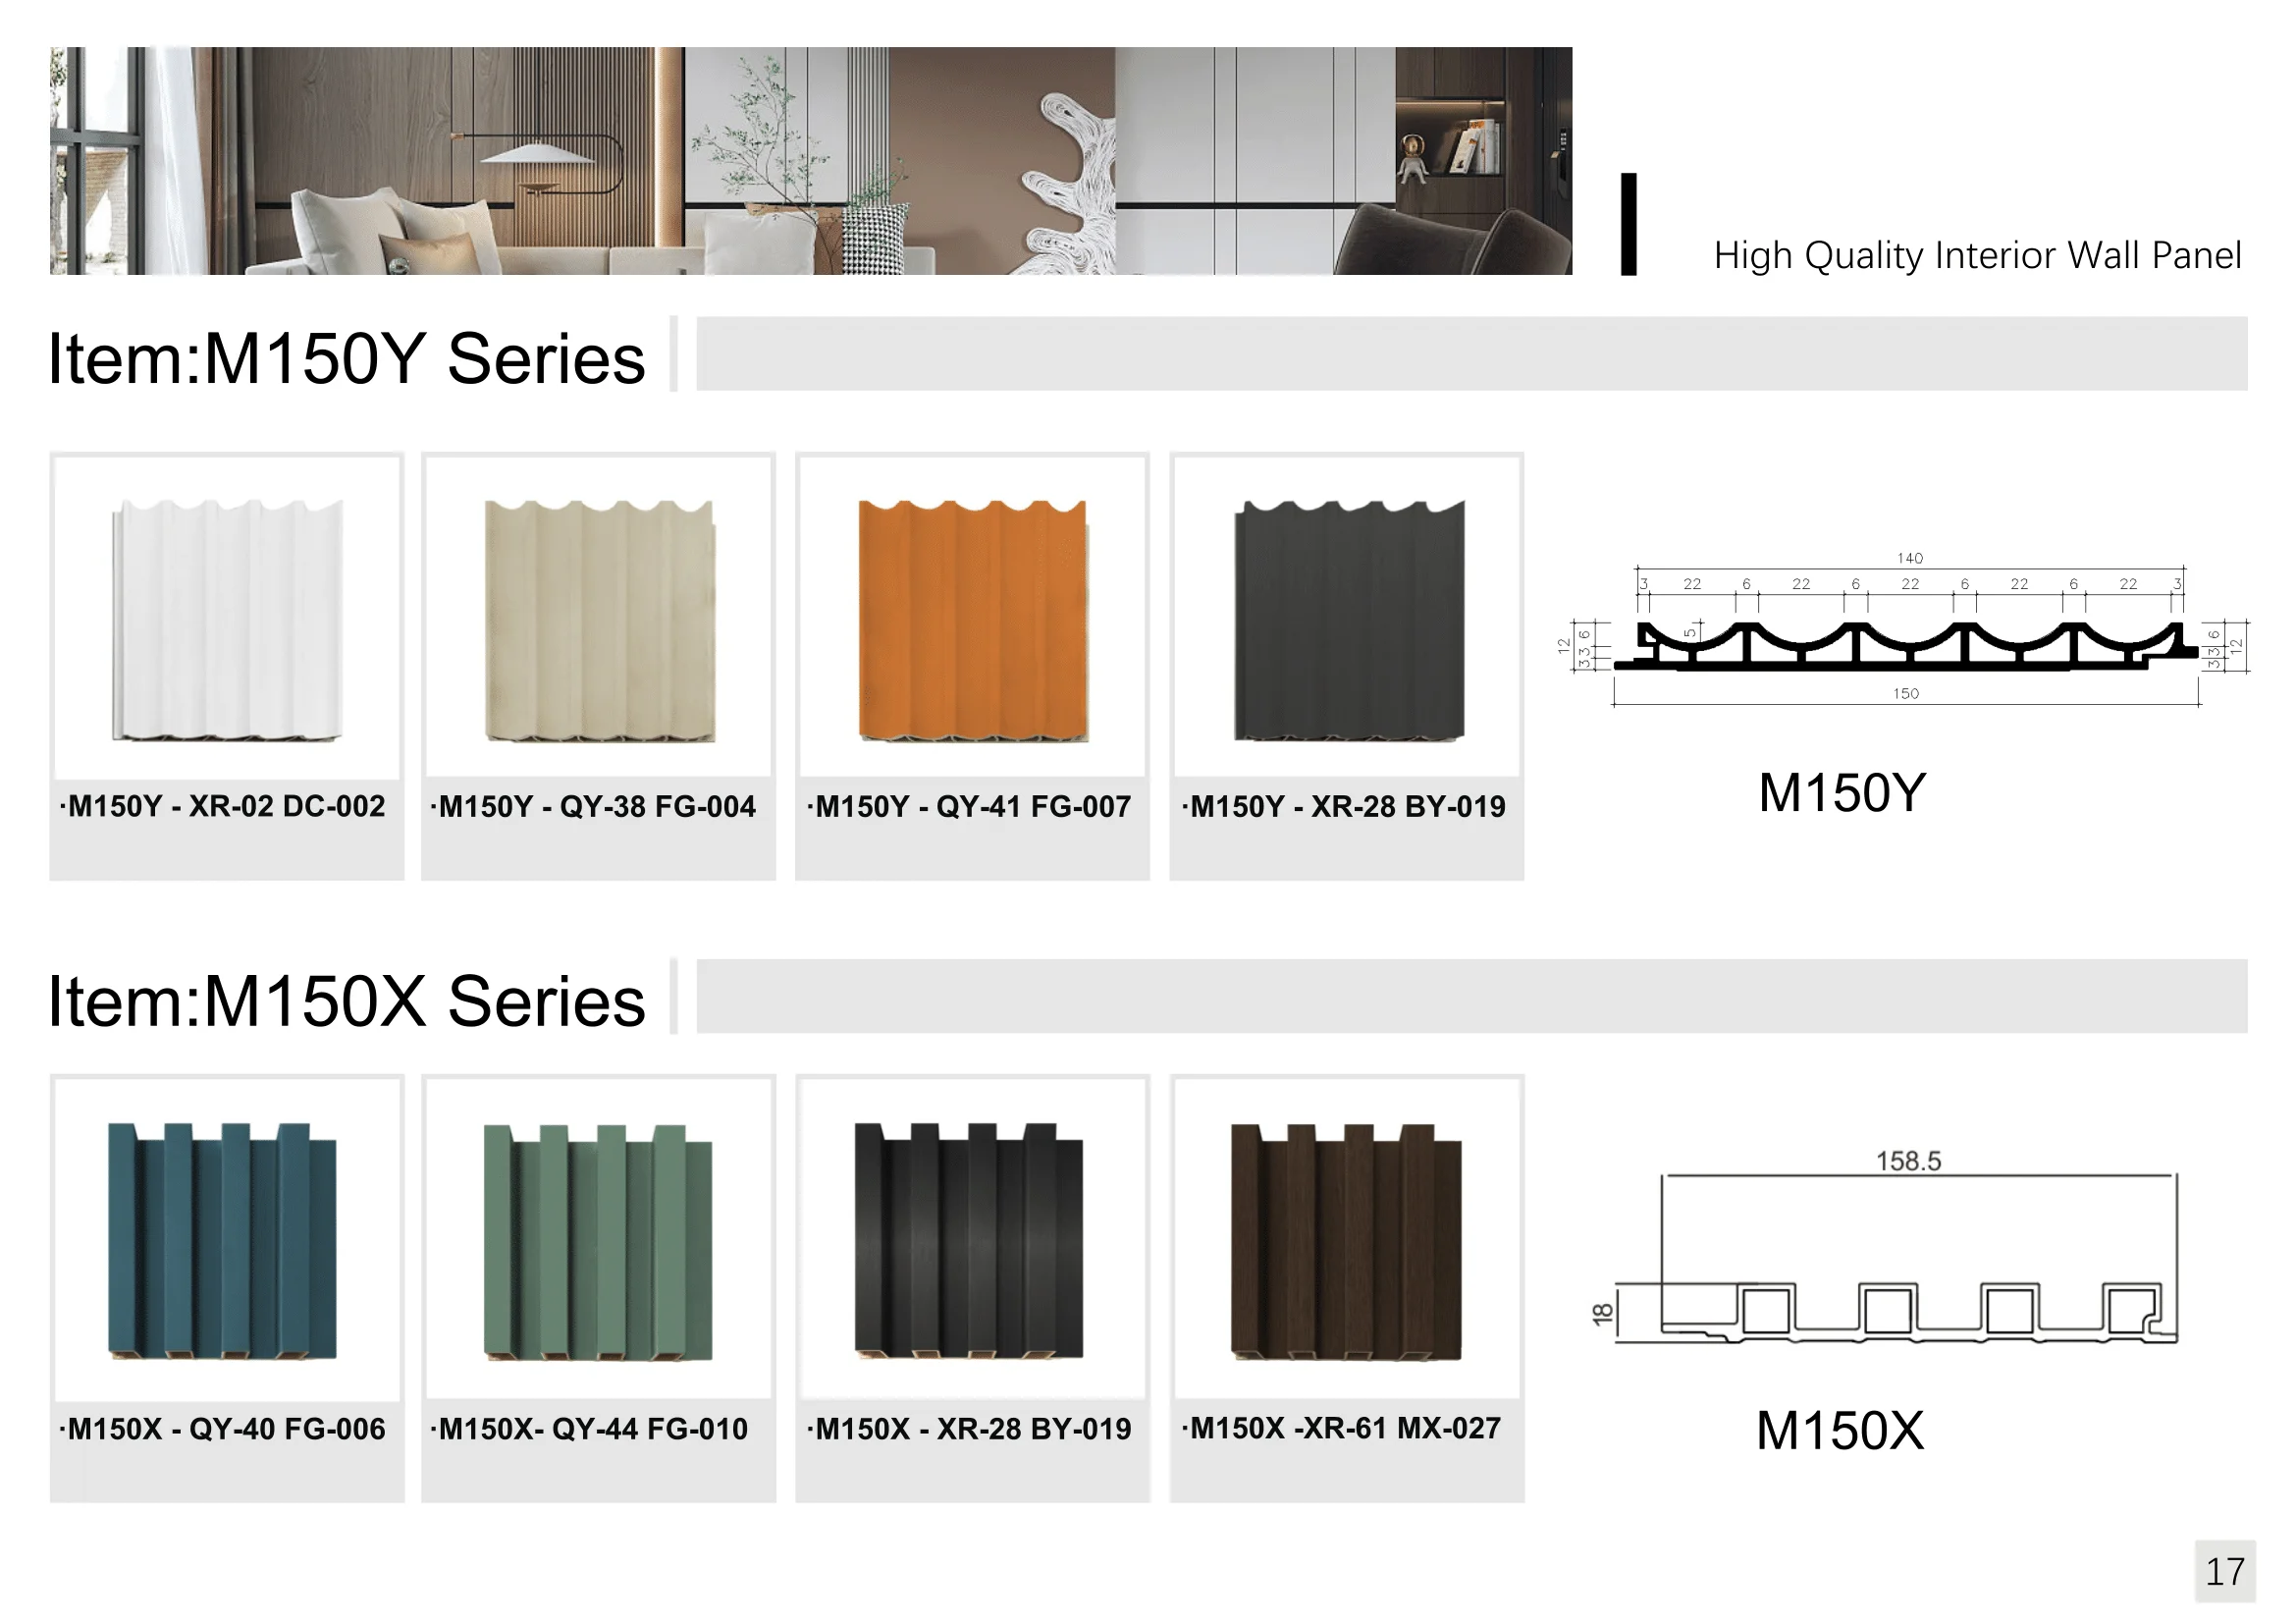 High Quality Interior Wall Panel
Item:M150Y Series
·M150Y - XR-02 DC-002
·M150Y - QY-38 FG-004
·M150Y - QY-41 FG-007
·M150Y - XR-28 BY-019
140
3 22 6 22 6 22 6 22 6 22 3
5
12
6
3
3
6
3
3
12
150
M150Y
Item:M150X Series
·M150X - QY-40 FG-006
·M150X- QY-44 FG-010
·M150X - XR-28 BY-019
·M150X -XR-61 MX-027
158.5
18
M150X
17